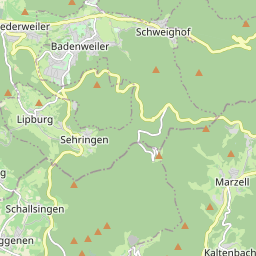 ederweiler
Schweighof
Badenweiler
Lipburg
Sehringen
Marzell
g
Schallsingen
ggenen
Kaltenbach